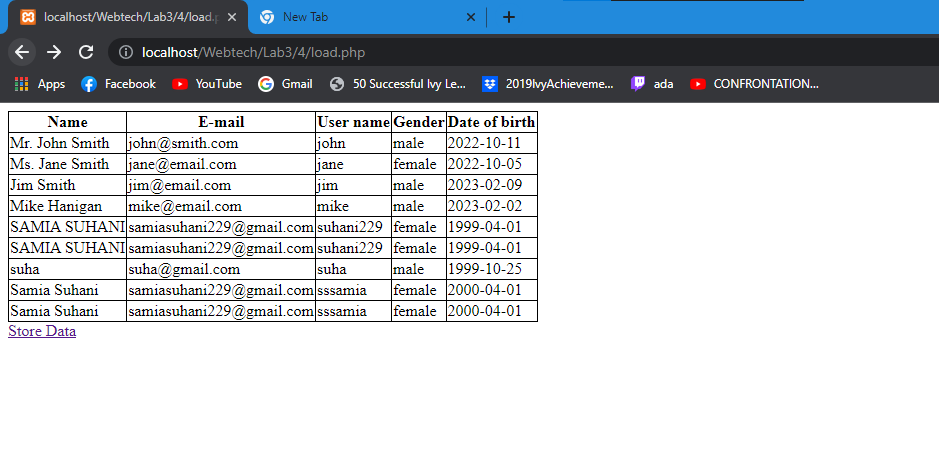 localhost/Webtech/Lab3/4/load.p
New Tab
localhost/Webtech/Lab3/4/load.php
Apps Facebook YouTube Gmail 50 Successful Ivy Le... 2019IvyAchieveme... ada CONFRONTATION...
Name E-mail User name Gender Date of birth
Mr. John Smith john@smith.com john male 2022-10-11
Ms. Jane Smith jane@email.com jane female 2022-10-05
Jim Smith jim@email.com jim male 2023-02-09
Mike Hanigan mike@email.com mike male 2023-02-02
SAMIA SUHANI samiasuhani229@gmail.com suhani229 female 1999-04-01
SAMIA SUHANI samiasuhani229@gmail.com suhani229 female 1999-04-01
suha suha@gmail.com suha male 1999-10-25
Samia Suhani samiasuhani229@gmail.com sssamia female 2000-04-01
Samia Suhani samiasuhani229@gmail.com sssamia female 2000-04-01
Store Data